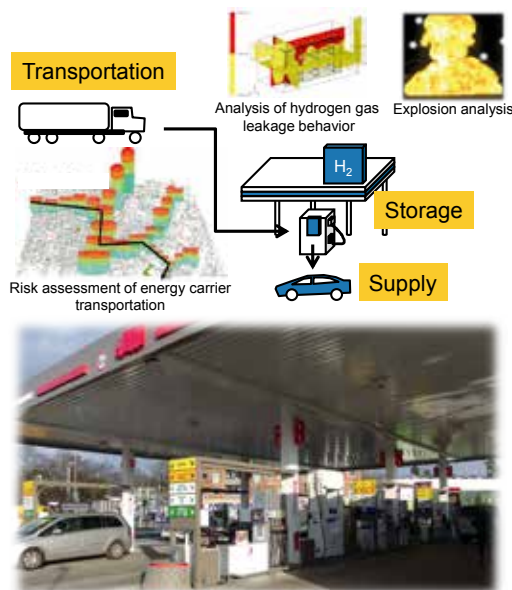 Transportation
Analysis of hydrogen gas
leakage behavior
Explosion analysis
H₂
Storage
Risk assessment of energy carrier
transportation
Supply